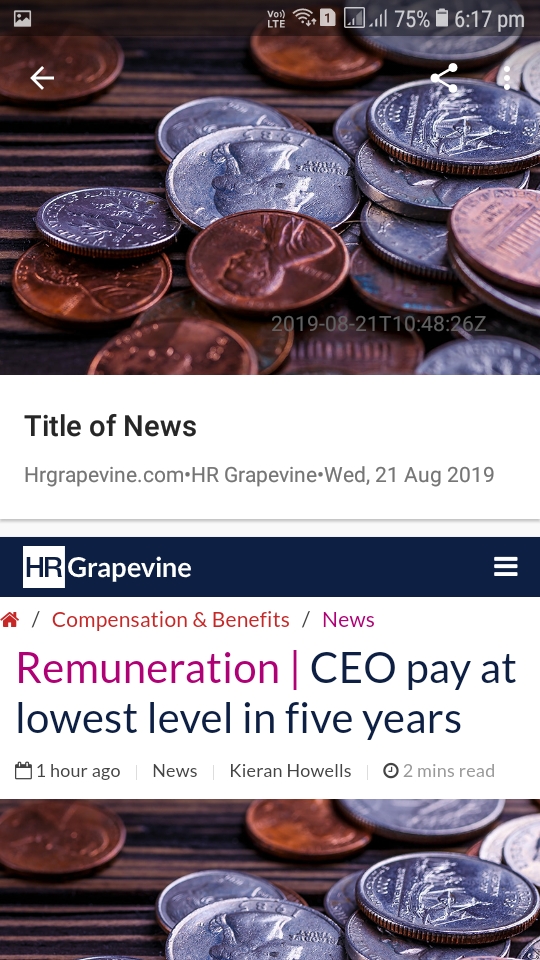 Vo)) LTE 1 75% 6:17 pm
2019-08-21T10:48:26Z
Title of News
Hrgrapevine.com•HR Grapevine•Wed, 21 Aug 2019
HR Grapevine
/ Compensation & Benefits / News
Remuneration | CEO pay at
lowest level in five years
1 hour ago News Kieran Howells 2 mins read